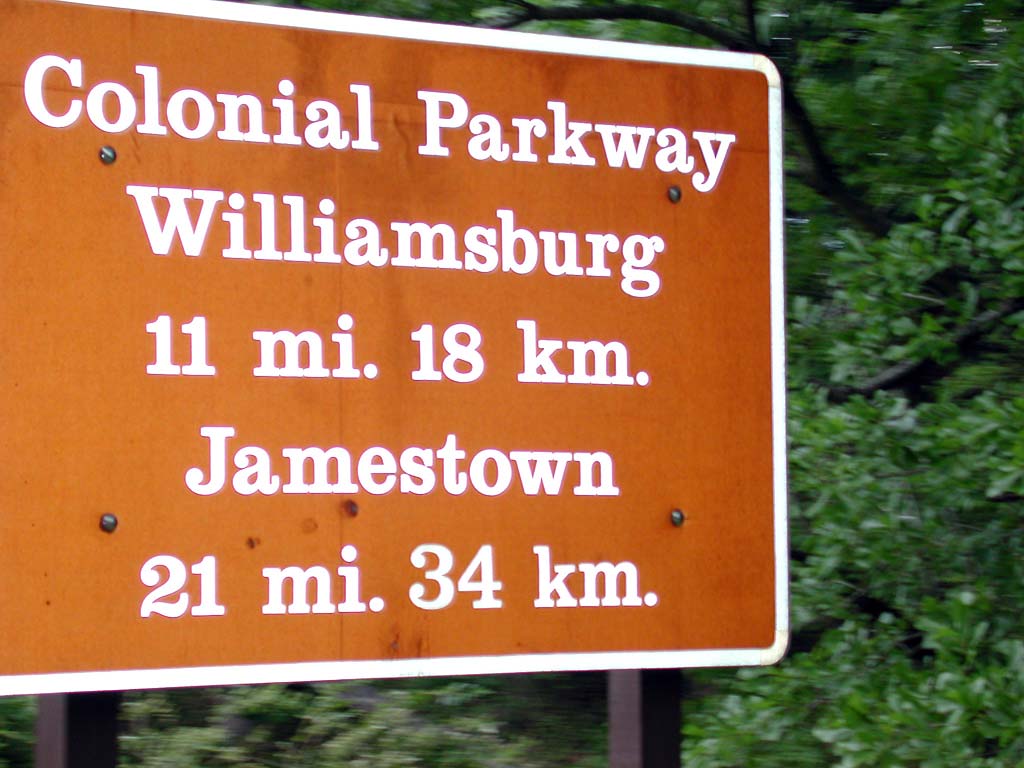 Colonial Parkway
Williamsburg
11 mi. 18 km.
Jamestown
21 mi. 34 km.